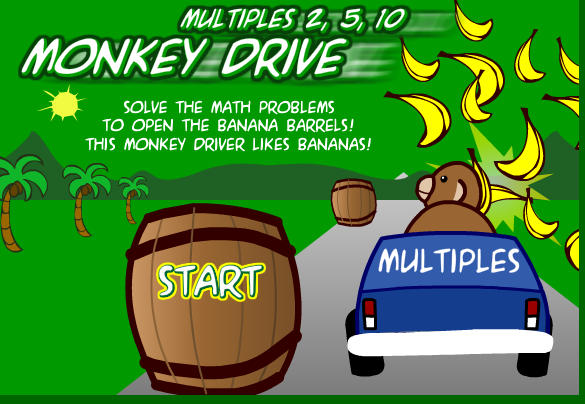 MULTIPLES 2, 5, 10
MONKEY DRIVE
SOLVE THE MATH PROBLEMS
TO OPEN THE BANANA BARRELS!
THIS MONKEY DRIVER LIKES BANANAS!
START
MULTIPLES